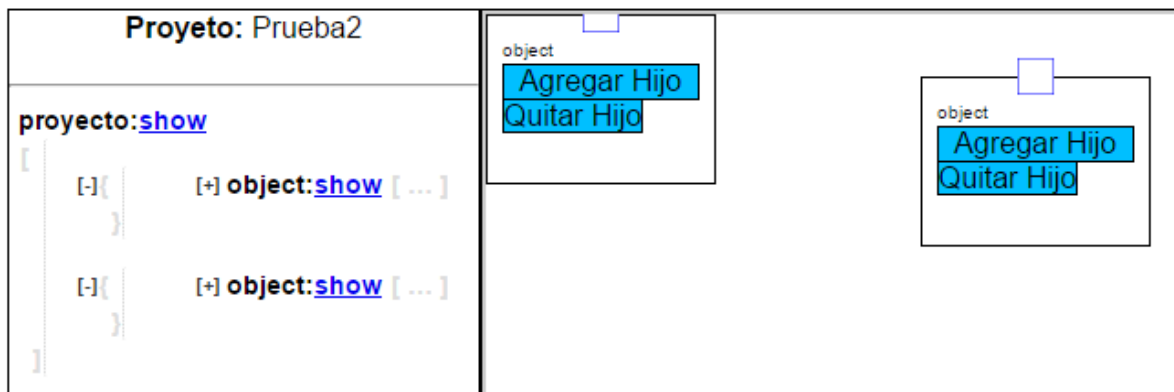 Proyeto: Prueba2
proyecto:show
[
[-]{ [+] object:show [ ... ]
}
[-]{ [+] object:show [ ... ]
}
]
object
Agregar Hijo
Quitar Hijo
object
Agregar Hijo
Quitar Hijo